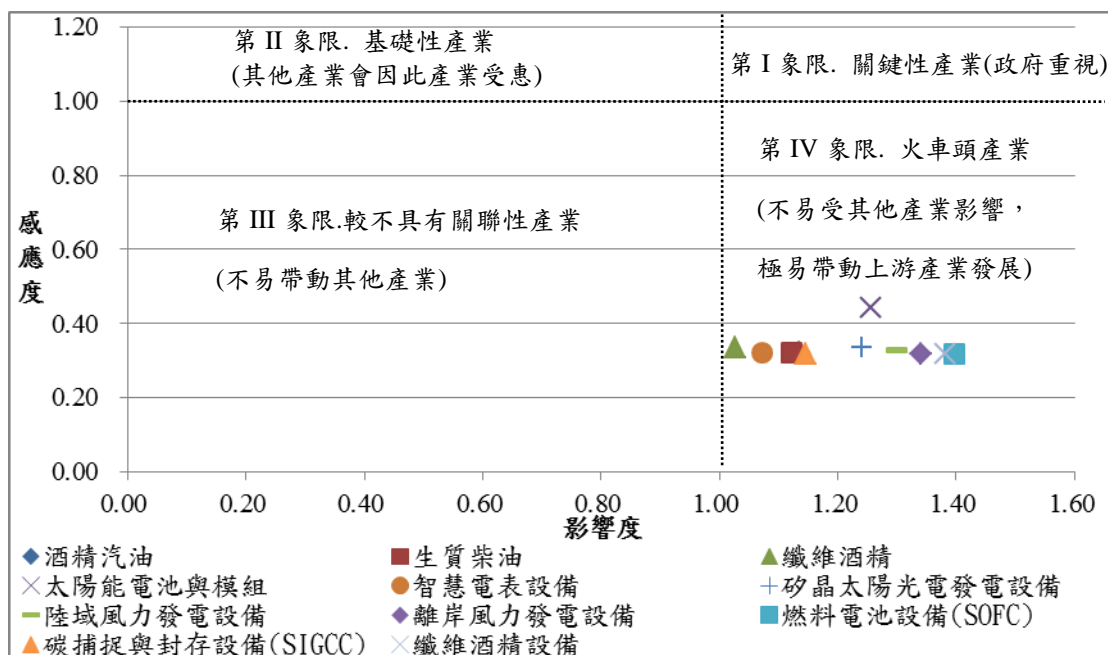 1.20
第 II 象限. 基礎性產業
(其他產業會因此產業受惠)
第 I 象限. 關鍵性產業(政府重視)
1.00
第 IV 象限. 火車頭產業
0.80
(不易受其他產業影響，
第 III 象限.較不具有關聯性產業
0.60
極易帶動上游產業發展)
(不易帶動其他產業)
感應度
0.40
0.20
0.00
0.00 0.20 0.40 0.60 0.80 1.00 1.20 1.40 1.60
影響度
酒精汽油 生質柴油 纖維酒精
太陽能電池與模組 智慧電表設備 矽晶太陽光電發電設備
陸域風力發電設備 離岸風力發電設備 燃料電池設備(SOFC)
碳捕捉與封存設備(SIGCC) 纖維酒精設備